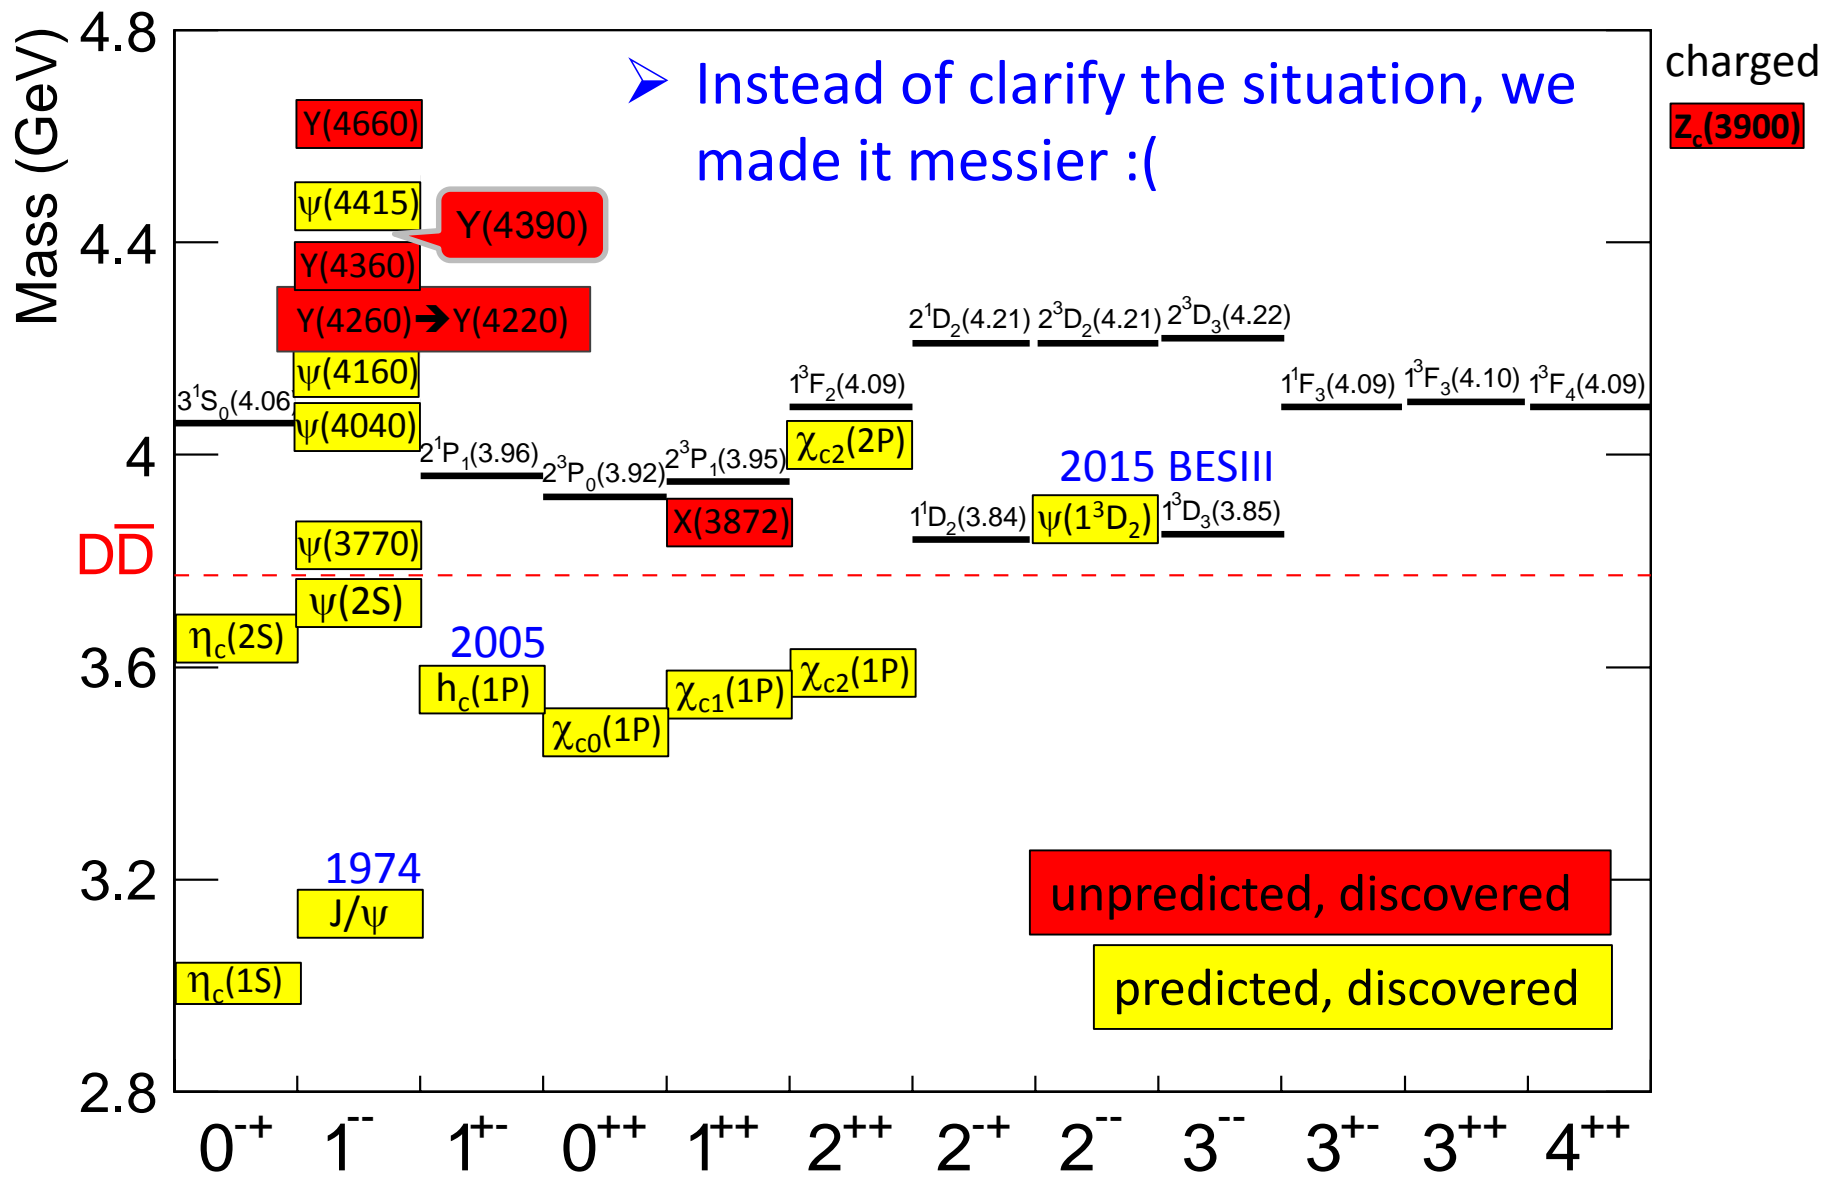 Mass (GeV)
4.8
4.4
4
3.6
3.2
2.8
DD̅
➢ Instead of clarify the situation, we
made it messier :(
charged
Zc(3900)
Y(4660)
ψ(4415)
Y(4390)
Y(4360)
Y(4260)➔Y(4220)
ψ(4160)
ψ(4040)
3¹S₀(4.06)
2¹P₁(3.96)
2³P₀(3.92)
2³P₁(3.95)
1³F₂(4.09)
χc2(2P)
X(3872)
2¹D₂(4.21)
2³D₂(4.21)
2³D₃(4.22)
1¹F₃(4.09)
1³F₃(4.10)
1³F₄(4.09)
2015 BESIII
1¹D₂(3.84)
ψ(1³D₂)
1³D₃(3.85)
ψ(3770)
ψ(2S)
ηc(2S)
2005
hc(1P)
χc0(1P)
χc1(1P)
χc2(1P)
1974
J/ψ
ηc(1S)
unpredicted, discovered
predicted, discovered
0⁻⁺ 1⁻⁻ 1⁺⁻ 0⁺⁺ 1⁺⁺ 2⁺⁺ 2⁻⁺ 2⁻⁻ 3⁻⁻ 3⁺⁻ 3⁺⁺ 4⁺⁺